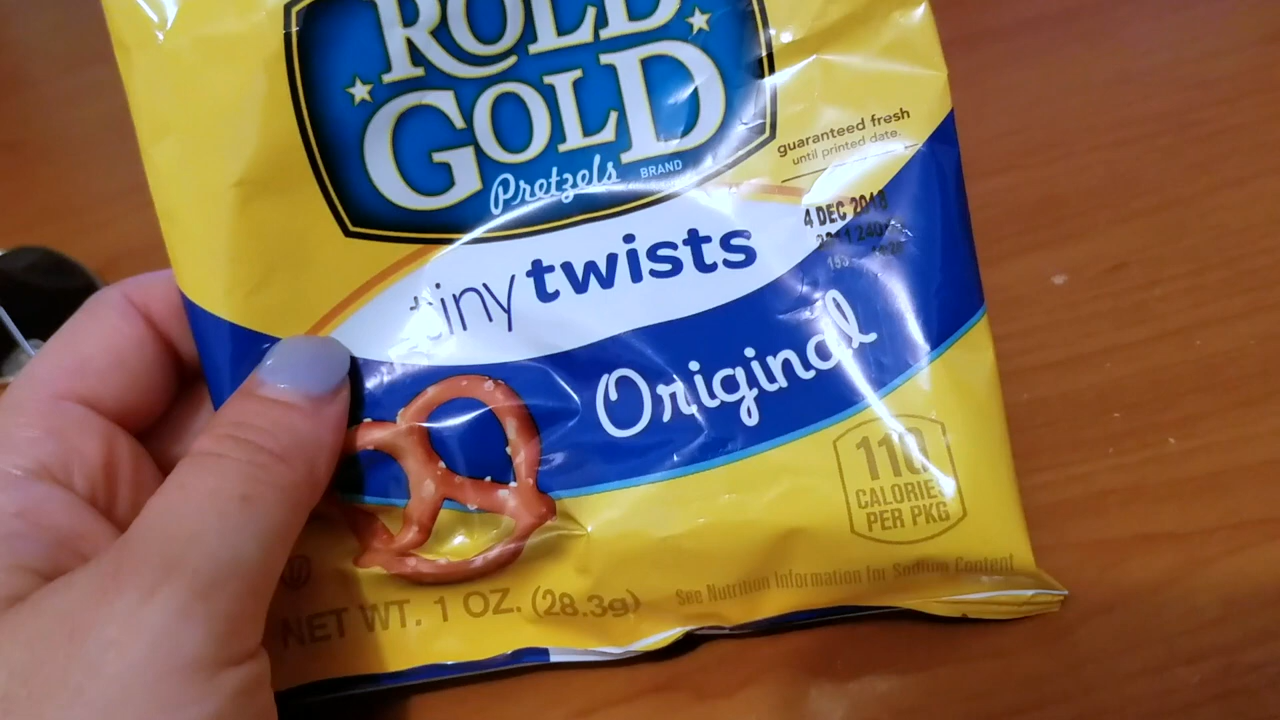 ROLD
GOLD
Pretzels BRAND
guaranteed fresh
until printed date.
4 DEC 2018
tiny twists
Original
110
CALORIES
PER PKG
NET WT. 1 OZ. (28.3g)
See Nutrition Information for Sodium Content